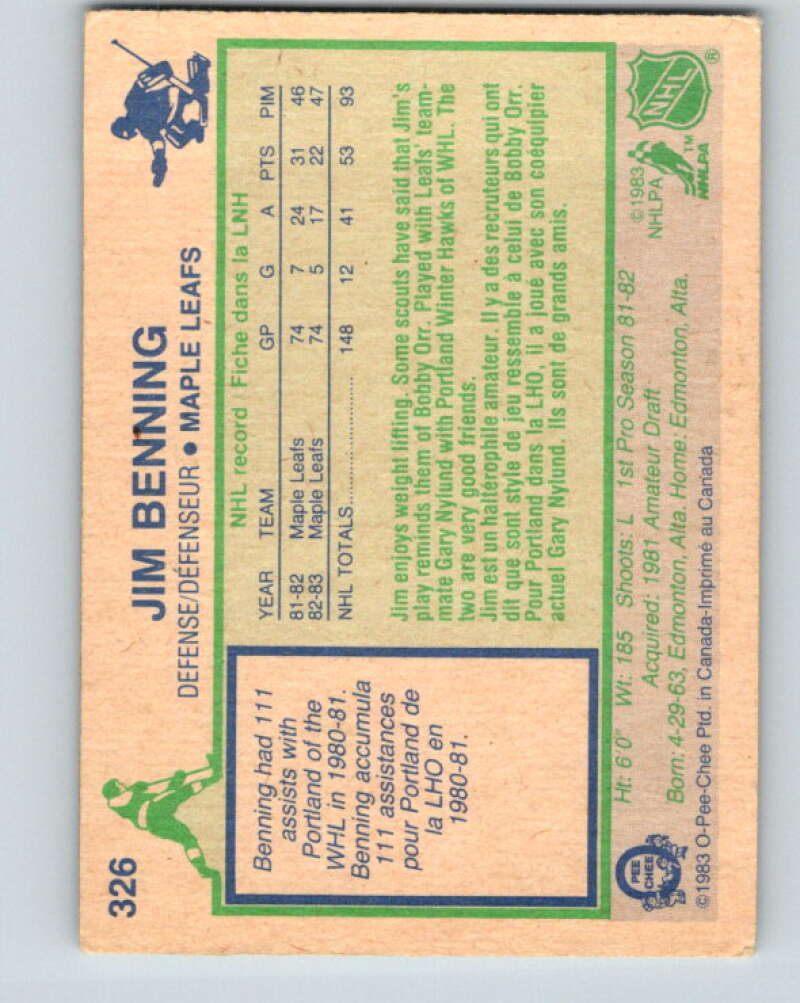 326
JIM BENNING
DEFENSE/DÉFENSEUR • MAPLE LEAFS
Benning had 111
assists with
Portland of the
WHL in 1980-81.
Benning accumula
111 assistances
pour Portland de
la LHO en
1980-81.
NHL record / Fiche dans la LNH
YEAR TEAM GP G A PTS PIM
81-82 Maple Leafs 74 7 24 31 46
82-83 Maple Leafs 74 5 17 22 47
NHL TOTALS.................... 148 12 41 53 93
Jim enjoys weight lifting. Some scouts have said that Jim's
play reminds them of Bobby Orr. Played with Leafs' team-
mate Gary Nylund with Portland Winter Hawks of WHL. The
two are very good friends.
Jim est un haltérophile amateur. Il y a des recruteurs qui ont
dit que sont style de jeu ressemble à celui de Bobby Orr.
Pour Portland dans la LHO, il a joué avec son coéquipier
actuel Gary Nylund. Ils sont de grands amis.
Ht: 6'0" Wt: 185 Shoots: L 1st Pro Season 81-82
Acquired: 1981 Amateur Draft
Born: 4-29-63, Edmonton, Alta. Home: Edmonton, Alta.
©1983 O-Pee-Chee Ptd. in Canada-Imprimé au Canada
O
PEE
CHEE
©1983
NHLPA
NHL
®
TM
NHLPA